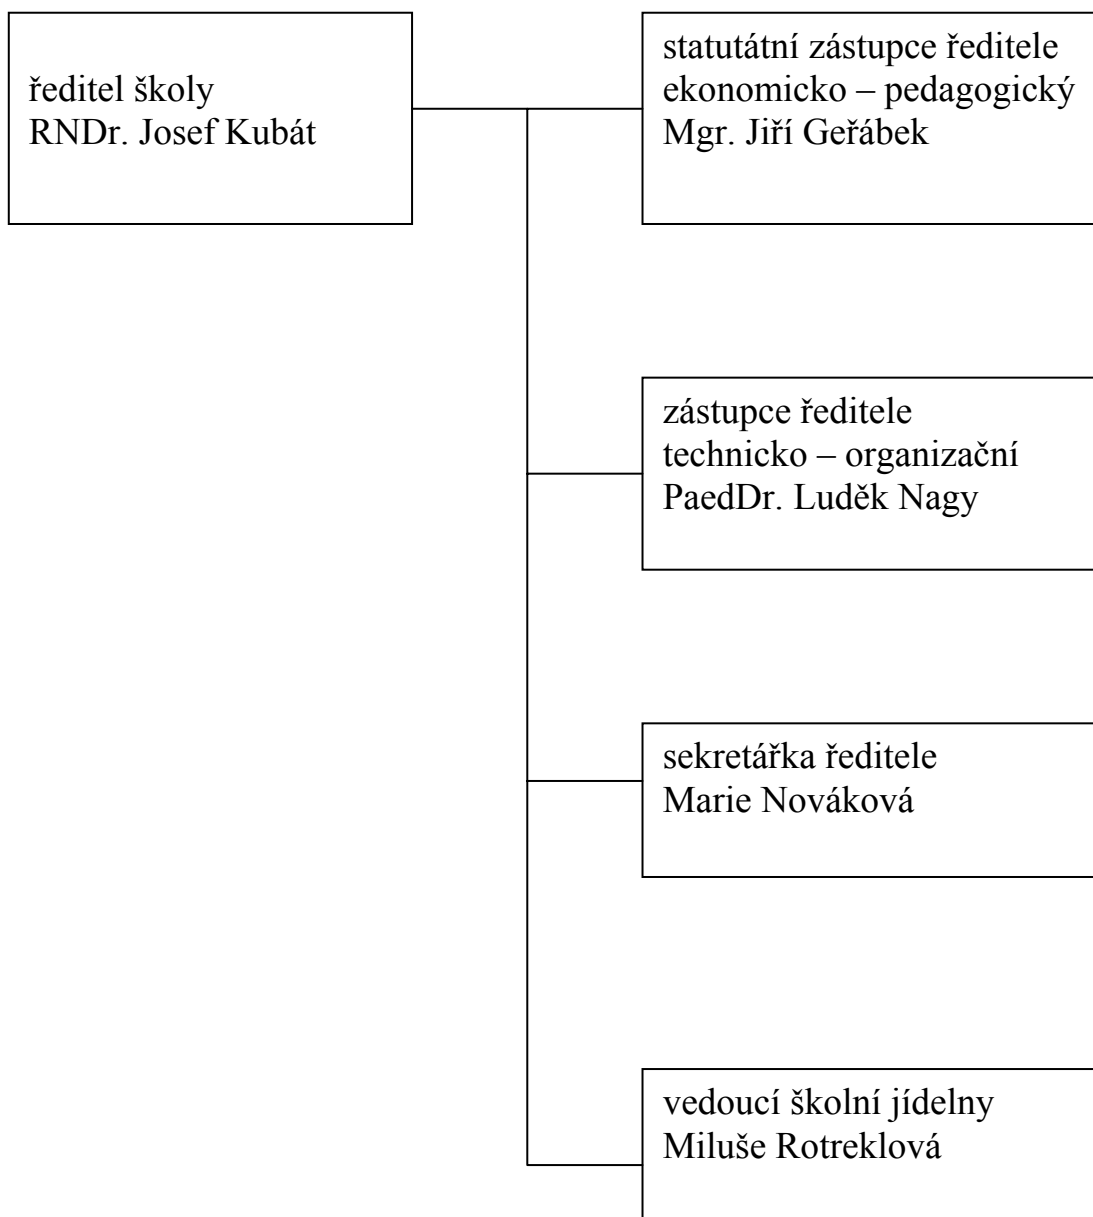 ředitel školy
RNDr. Josef Kubát
statutátní zástupce ředitele
ekonomicko – pedagogický
Mgr. Jiří Geřábek
zástupce ředitele
technicko – organizační
PaedDr. Luděk Nagy
sekretářka ředitele
Marie Nováková
vedoucí školní jídelny
Miluše Rotreklová